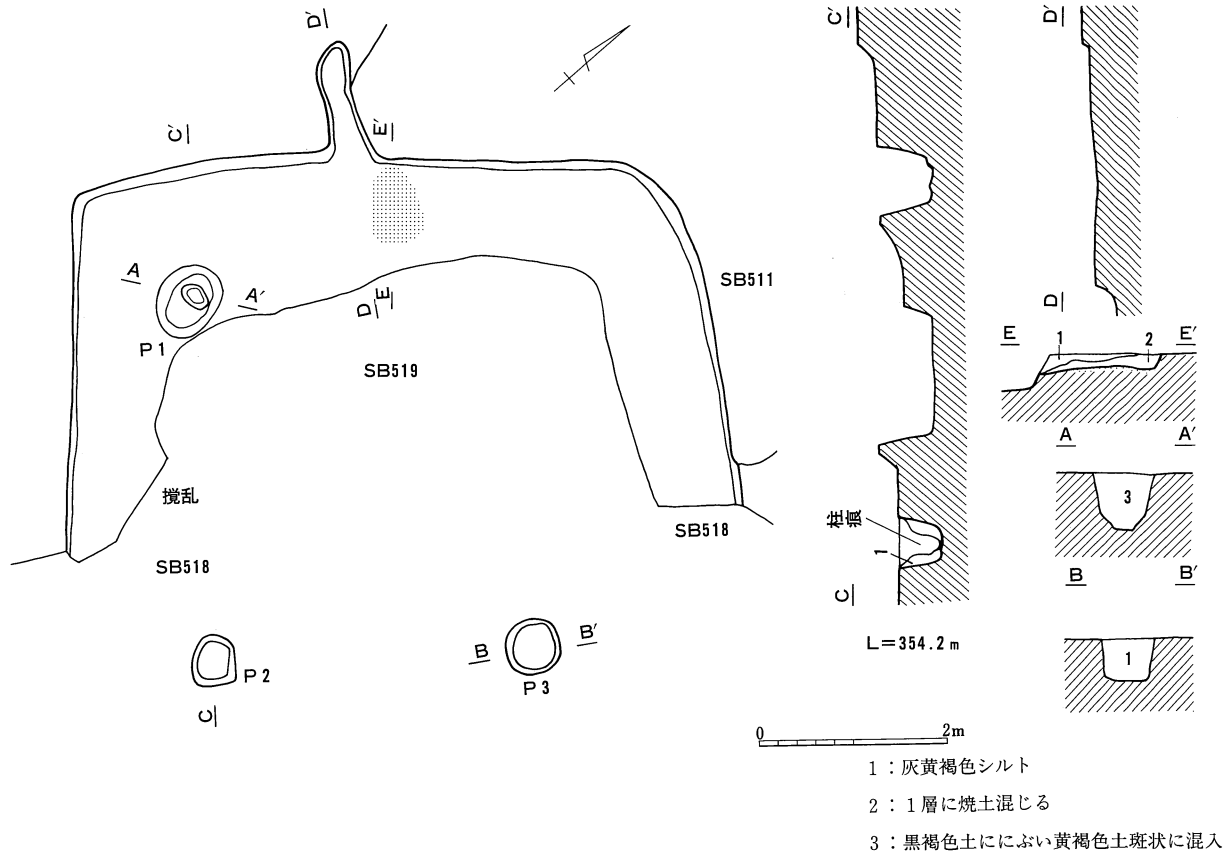 D′
C′
E′
A
A′
P1
D
E
SB519
SB511
攪乱
SB518
SB518
P2
C
B
B′
P3
C′
柱痕
1
C
L=354.2m
D′
D
E
1
2
E′
A
A′
3
B
B′
1
0
2m
1：灰黄褐色シルト
2：1層に焼土混じる
3：黒褐色土ににぶい黄褐色土斑状に混入